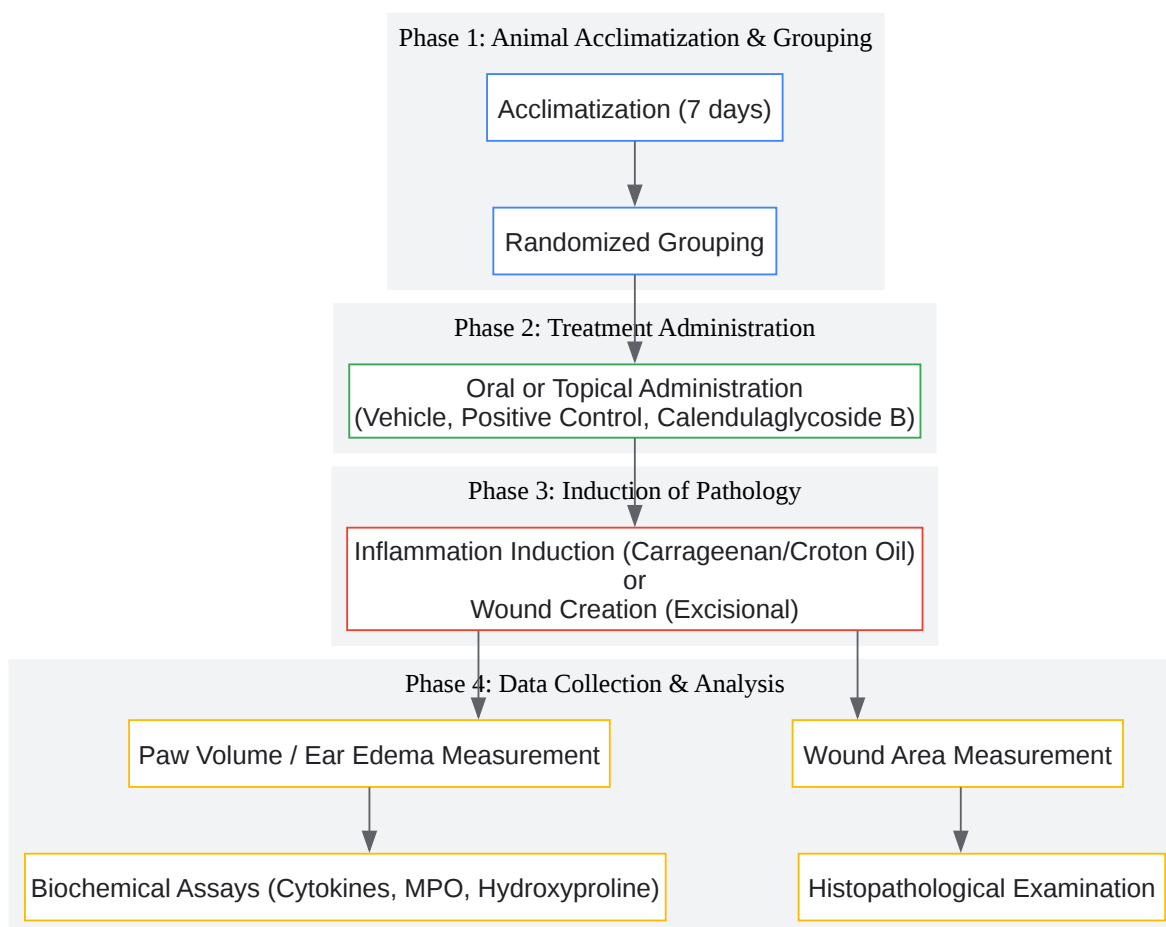 Phase 1: Animal Acclimatization & Grouping
Acclimatization (7 days)
Randomized Grouping
Phase 2: Treatment Administration
Oral or Topical Administration
(Vehicle, Positive Control, Calendulaglycoside B)
Phase 3: Induction of Pathology
Inflammation Induction (Carrageenan/Croton Oil)
or
Wound Creation (Excisional)
Phase 4: Data Collection & Analysis
Paw Volume / Ear Edema Measurement
Wound Area Measurement
Biochemical Assays (Cytokines, MPO, Hydroxyproline)
Histopathological Examination